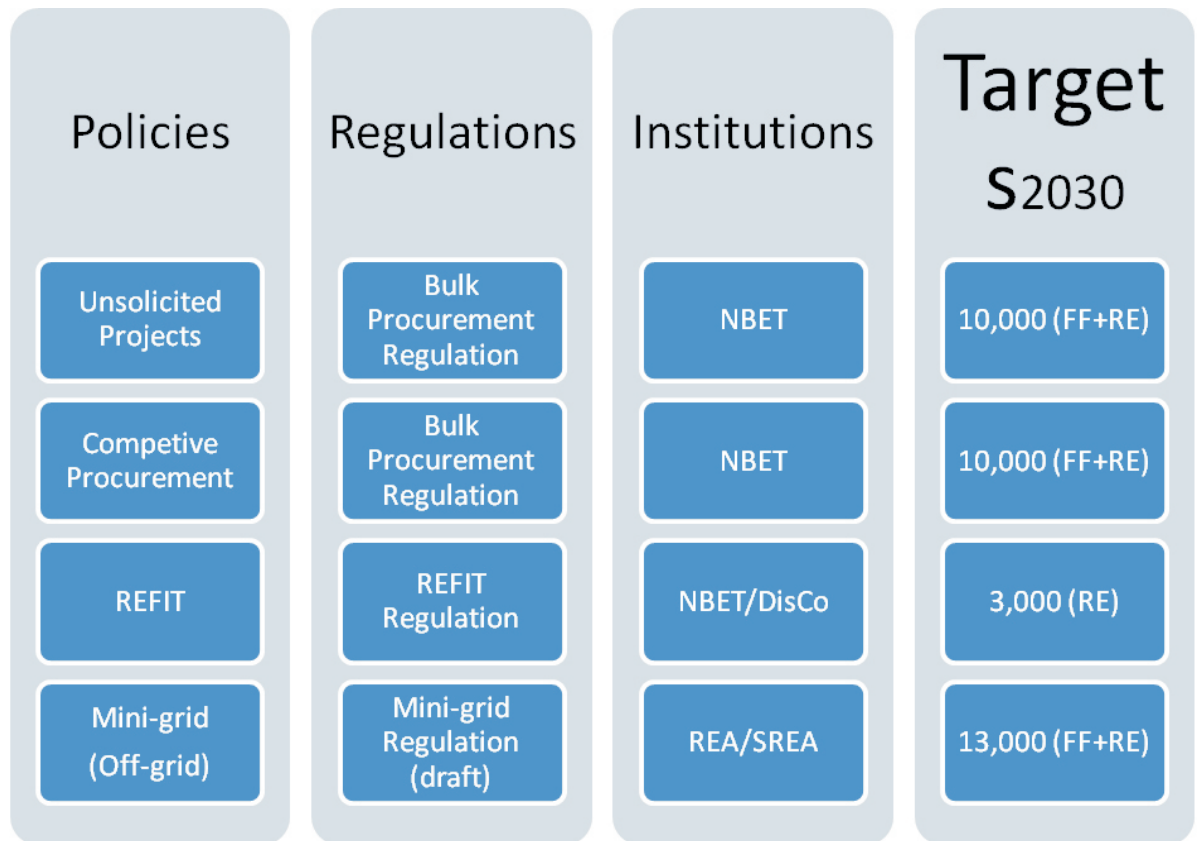 Policies
Unsolicited
Projects
Competive
Procurement
REFIT
Mini-grid
(Off-grid)
Regulations
Bulk
Procurement
Regulation
Bulk
Procurement
Regulation
REFIT
Regulation
Mini-grid
Regulation
(draft)
Institutions
NBET
NBET
NBET/DisCo
REA/SREA
Target
s2030
10,000 (FF+RE)
10,000 (FF+RE)
3,000 (RE)
13,000 (FF+RE)